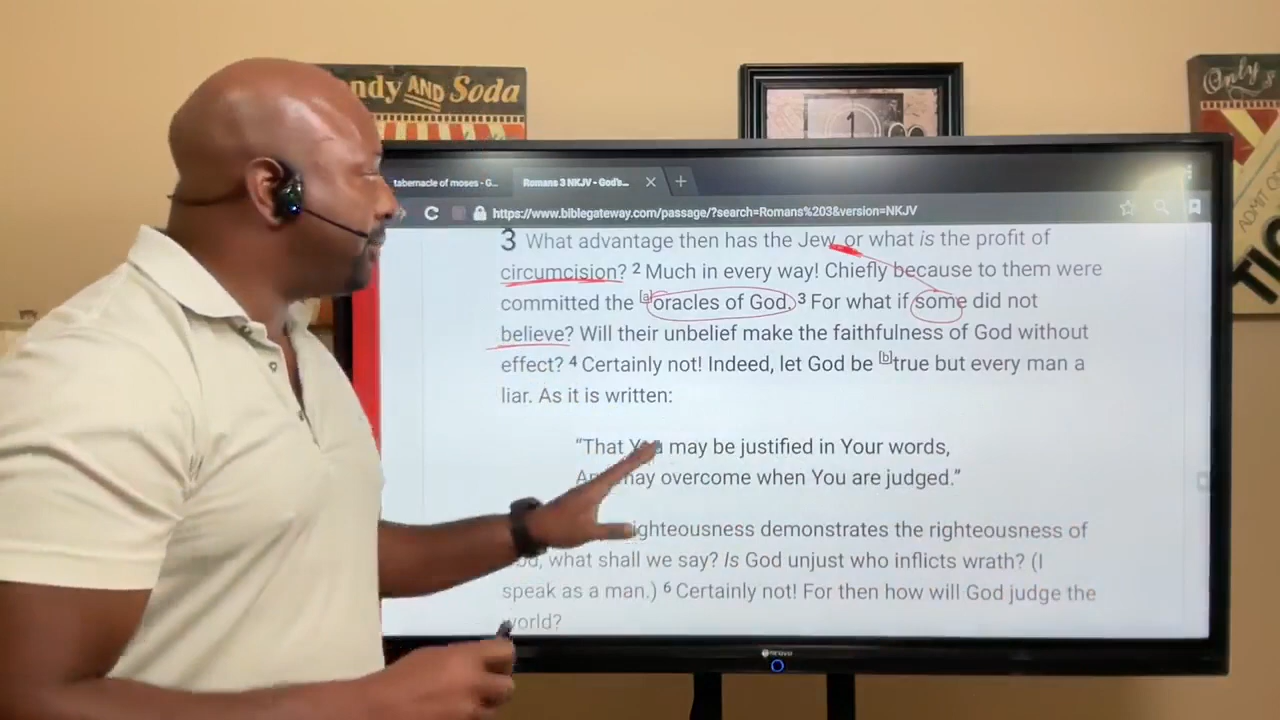 ndy AND Soda
Only
1
ADMIT O
TIC
tabernacle of moses - G...
Romans 3 NKJV - God's...
https://www.biblegateway.com/passage/?search=Romans%203&version=NKJV
3 What advantage then has the Jew or what is the profit of
circumcision? 2 Much in every way! Chiefly because to them were
committed the [a]oracles of God. 3 For what if some did not
believe? Will their unbelief make the faithfulness of God without
effect? 4 Certainly not! Indeed, let God be [b]true but every man a
liar. As it is written:
“That You may be justified in Your words,
may overcome when You are judged.”
ighteousness demonstrates the righteousness of
what shall we say? Is God unjust who inflicts wrath? (I
speak as a man.) 6 Certainly not! For then how will God judge the
world?